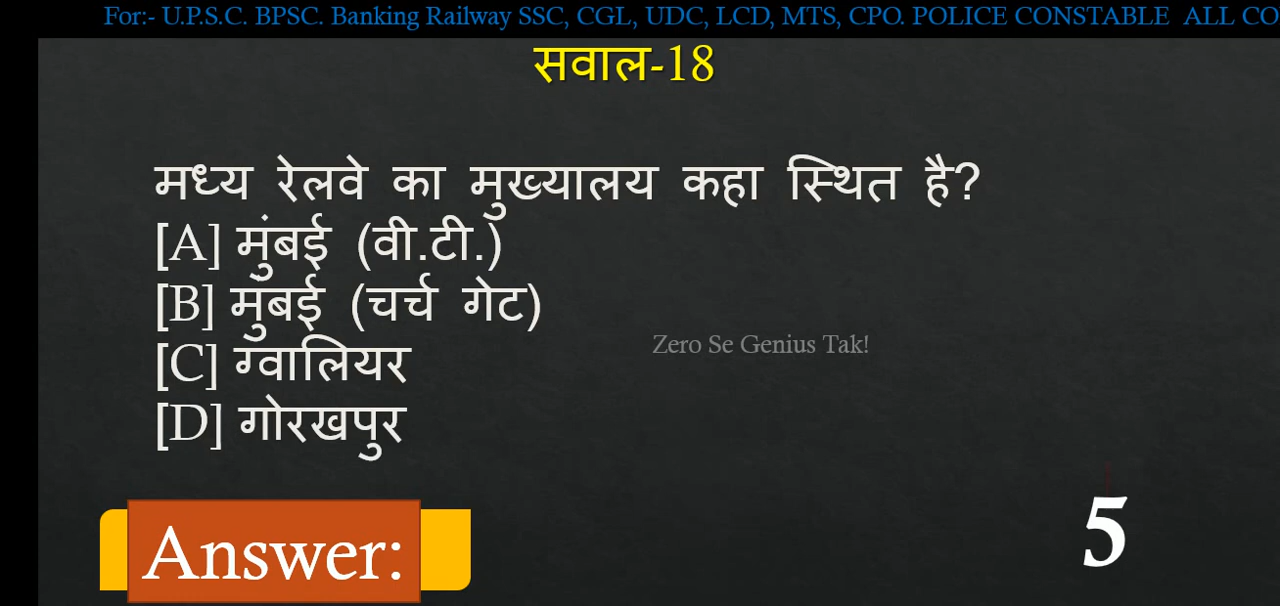 For:- U.P.S.C. BPSC. Banking Railway SSC, CGL, UDC, LCD, MTS, CPO. POLICE CONSTABLE ALL CO
सवाल-18
मध्य रेलवे का मुख्यालय कहा स्थित है?
[A] मुंबई (वी.टी.)
[B] मुंबई (चर्च गेट)
[C] ग्वालियर
Zero Se Genius Tak!
[D] गोरखपुर
Answer:
5